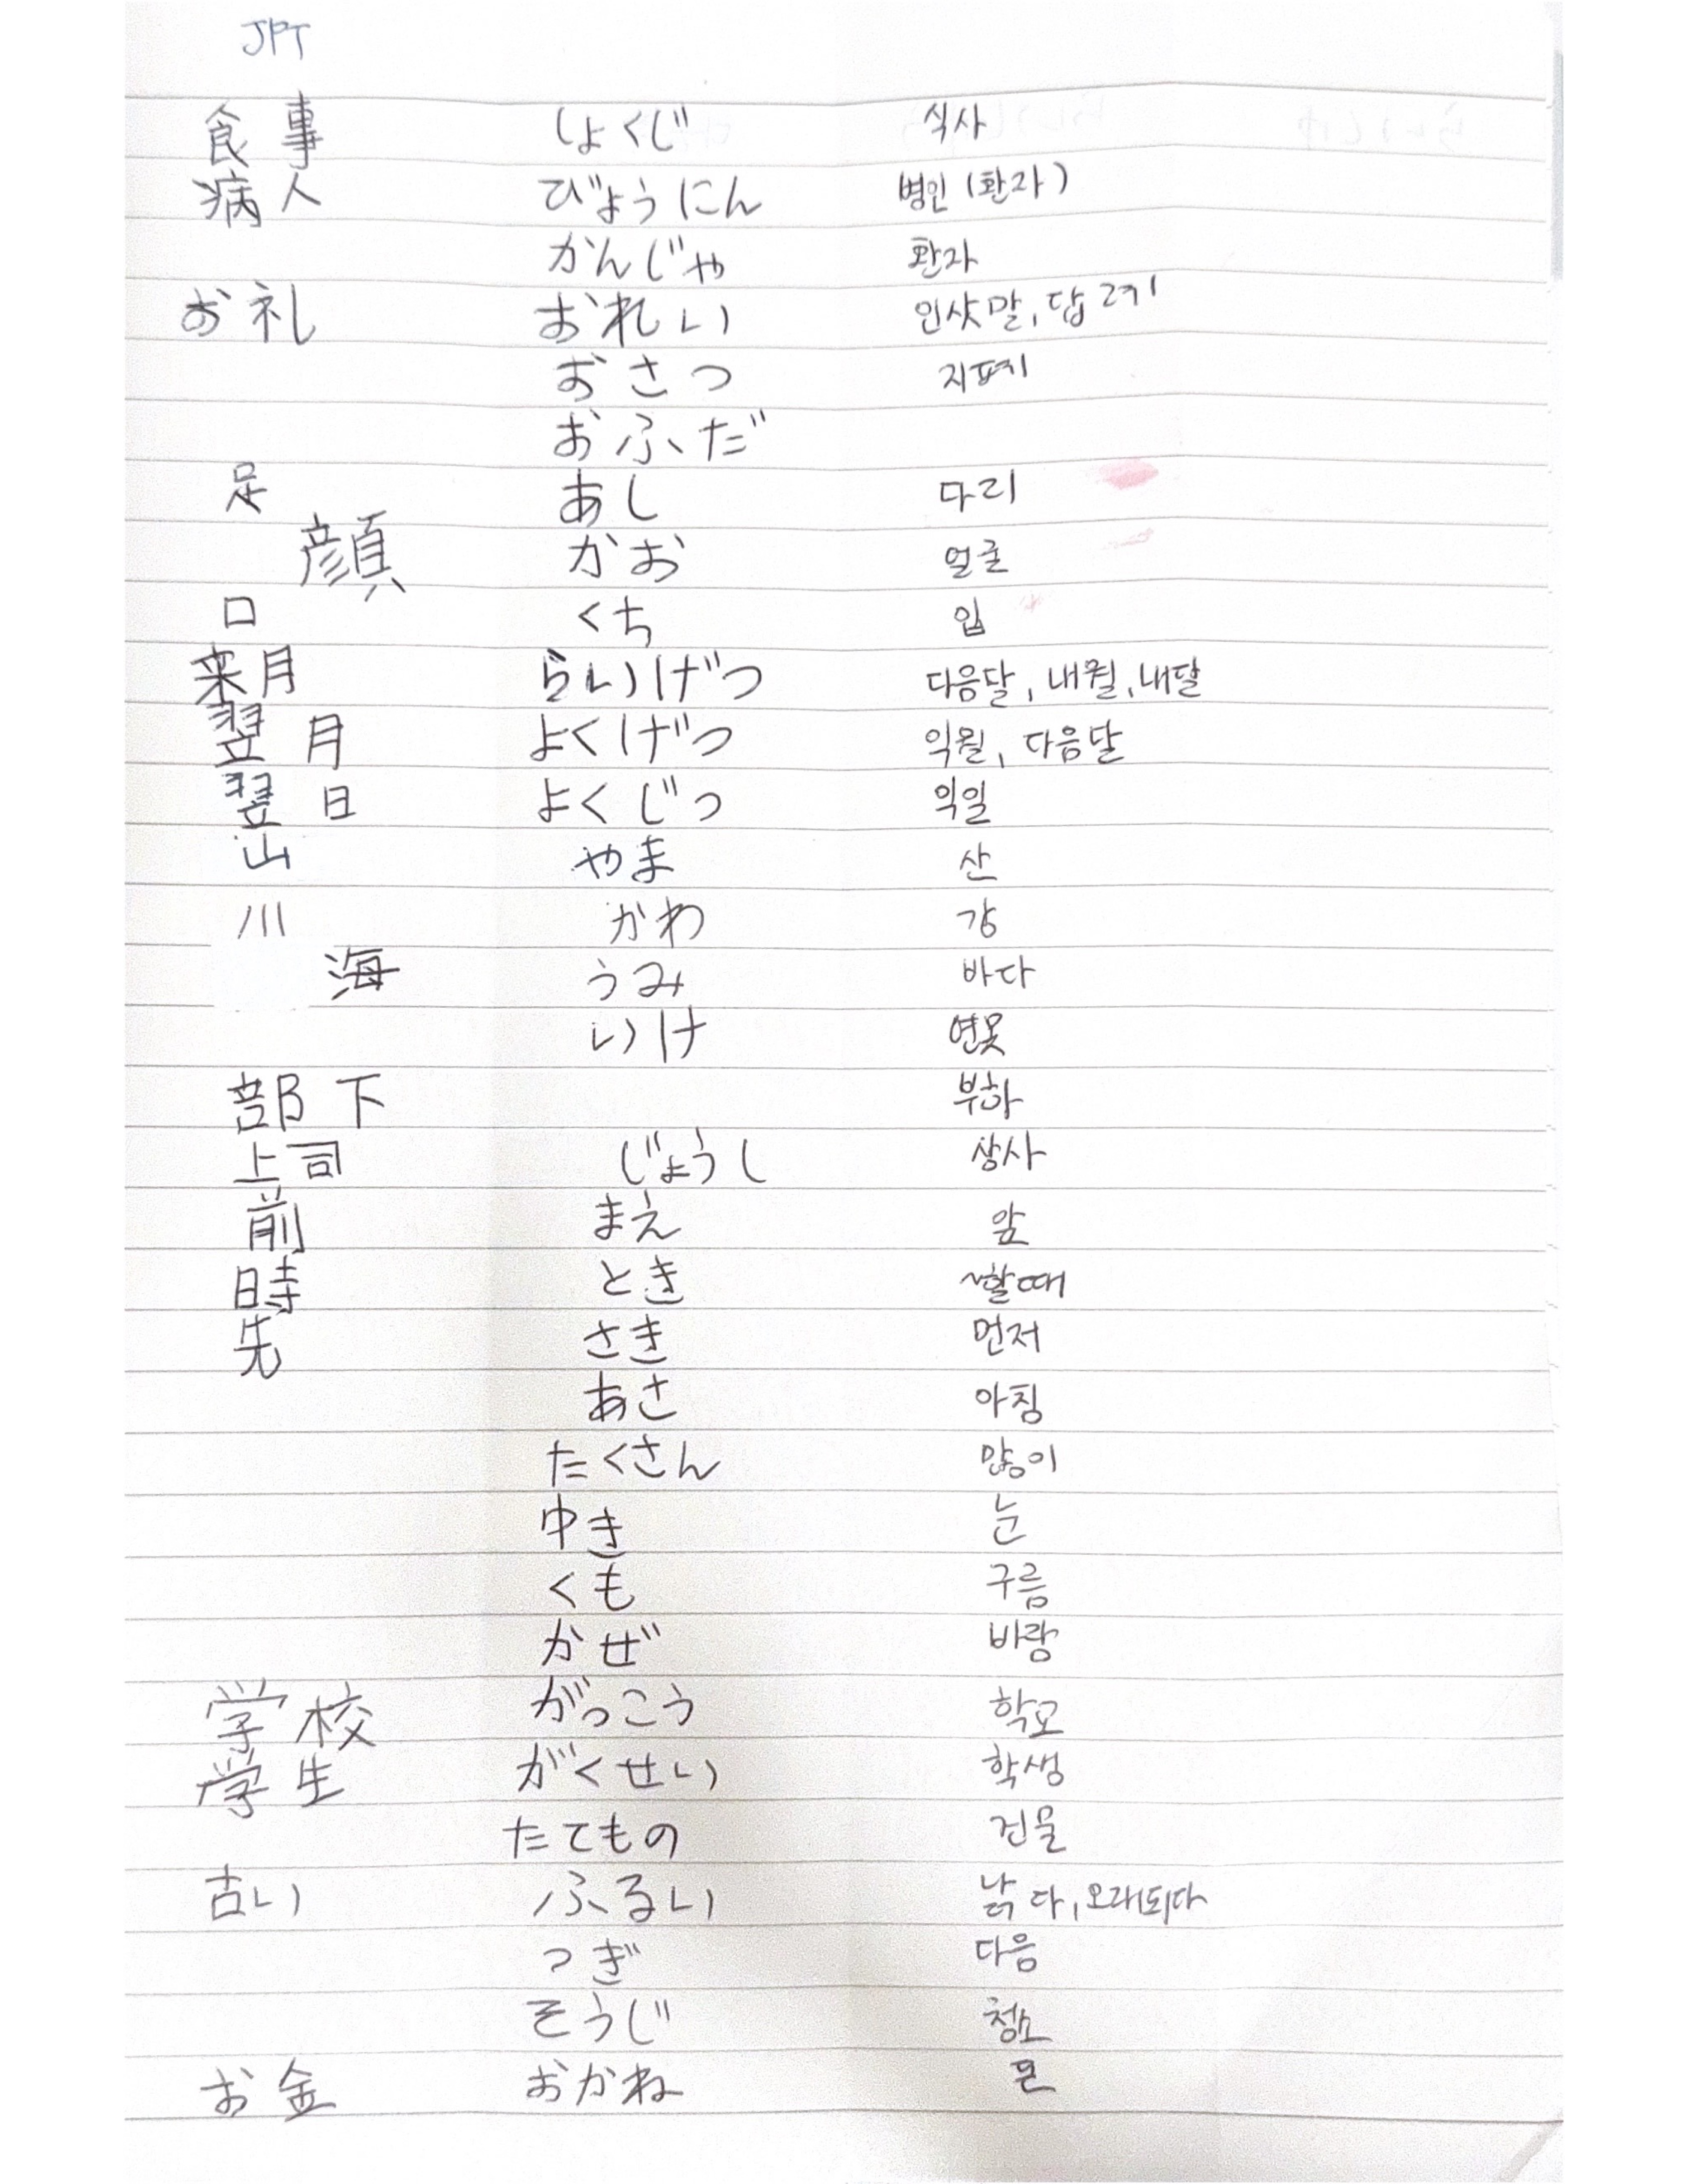 JPT
食事 しょくじ 식사
病人 びょうにん 병인(환자)
かんじゃ 환자
お礼 おれい 인삿말, 답례
おさつ 지폐
おふだ
足 あし 다리
顔 かお 얼굴
口 くち 입
来月 らいげつ 다음달, 내월, 내달
翌月 よくげつ 익월, 다음달
翌日 よくじつ 익일
山 やま 산
川 かわ 강
海 うみ 바다
いけ 연못
部下 부하
上司 じょうし 상사
前 まえ 앞
時 とき ~할때
先 さき 먼저
あさ 아침
たくさん 많이
ゆき 눈
くも 구름
かぜ 바람
学校 がっこう 학교
学生 がくせい 학생
たてもの 건물
古い ふるい 낡다, 오래되다
つぎ 다음
そうじ 청소
お金 おかね 돈